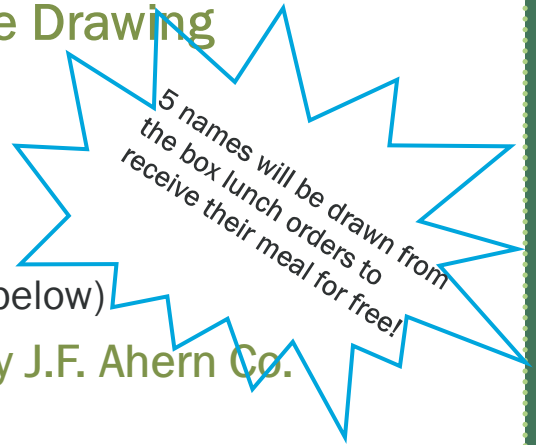 e Drawing
5 names will be drawn from
the box lunch orders to
receive their meal for free!
below)
y J.F. Ahern Co.